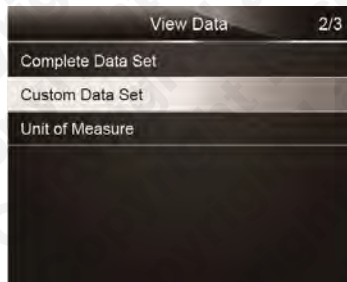 View Data 2/3
Complete Data Set
Custom Data Set
Unit of Measure